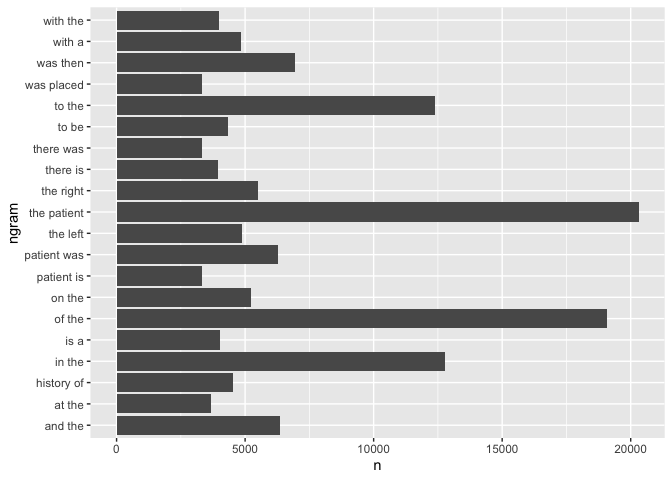 with the
with a
was then
was placed
to the
to be
there was
there is
the right
the patient
the left
patient was
patient is
on the
of the
is a
in the
history of
at the
and the
ngram
0 5000 10000 15000 20000
n